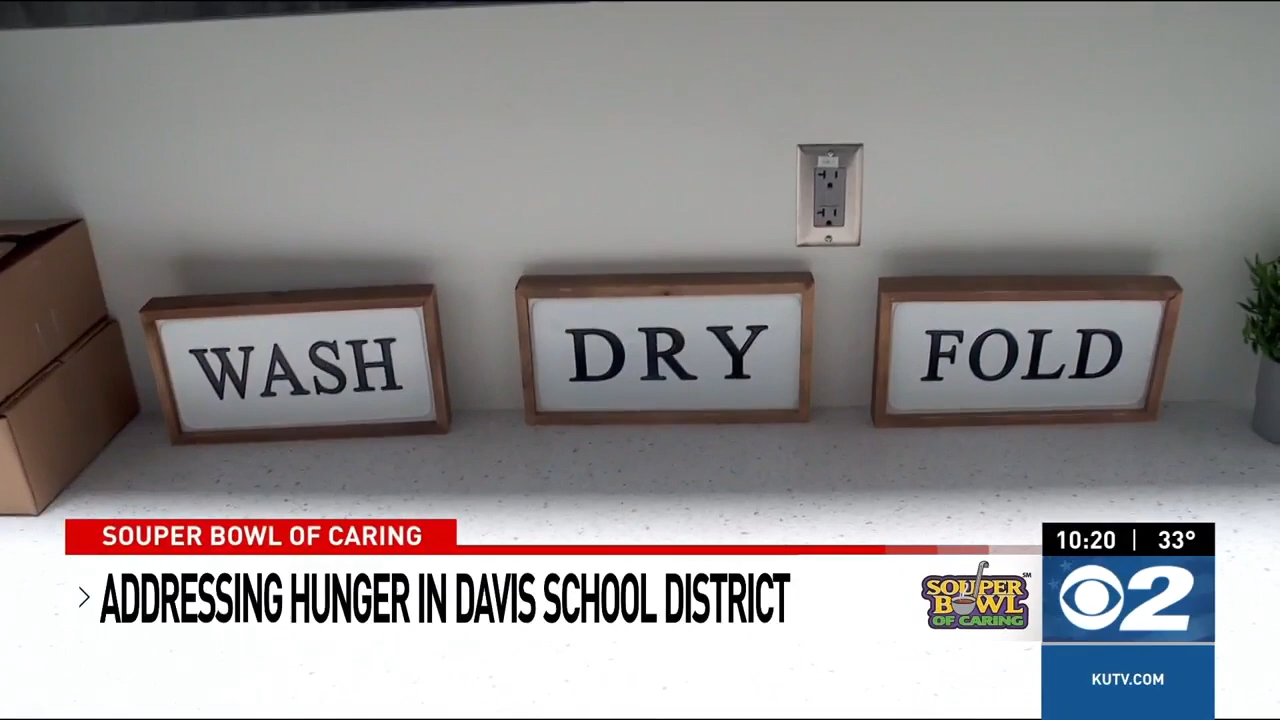 WASH
DRY
FOLD
SOUPER BOWL OF CARING
ADDRESSING HUNGER IN DAVIS SCHOOL DISTRICT
SOUPER
BOWL
OF CARING
SM
10:20 | 33°
2
KUTV.COM